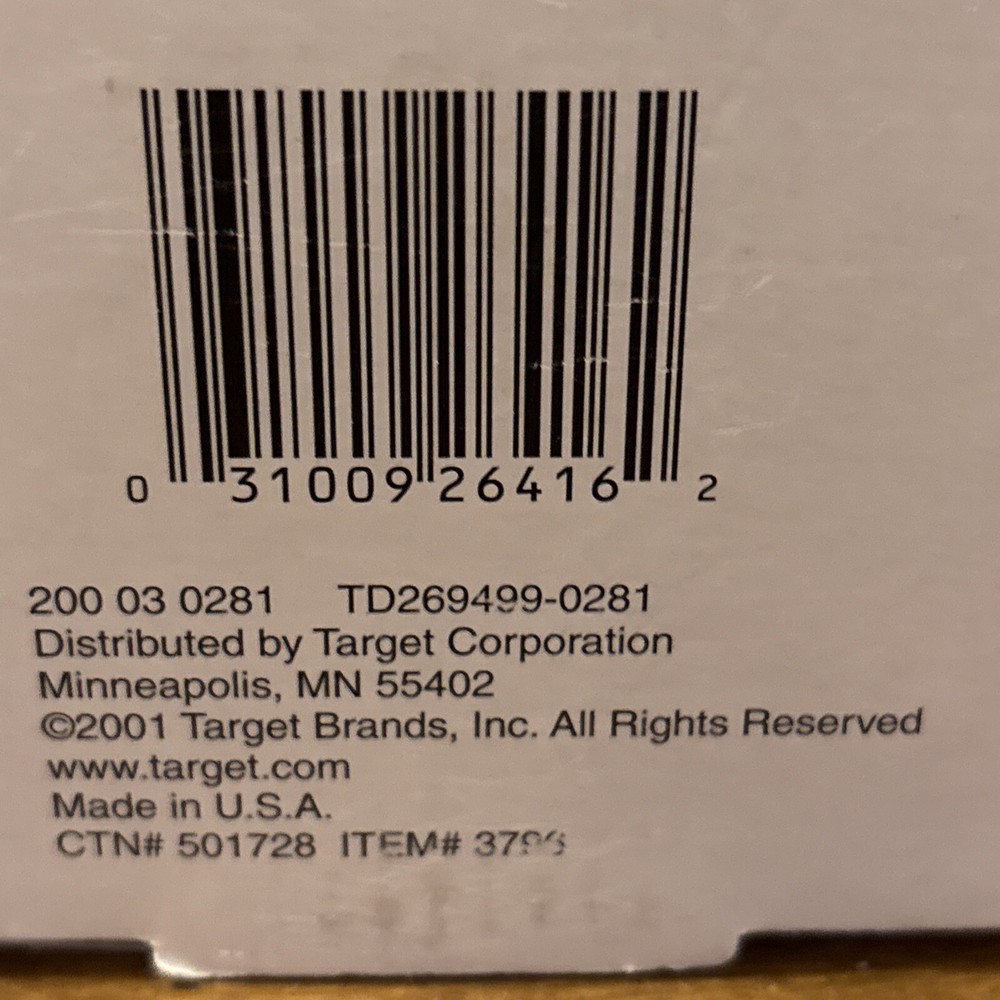 0 31009 26416 2
200 03 0281 TD269499-0281
Distributed by Target Corporation
Minneapolis, MN 55402
©2001 Target Brands, Inc. All Rights Reserved
www.target.com
Made in U.S.A.
CTN# 501728 ITEM#